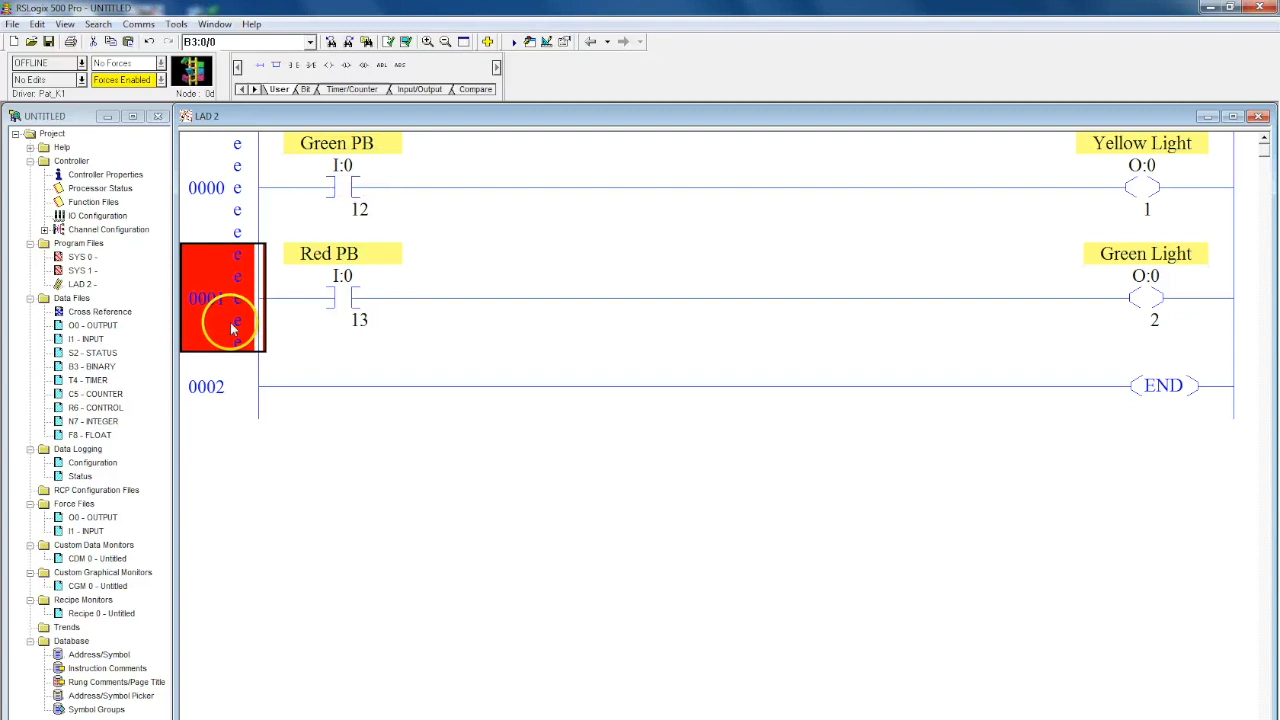 RSLogix 500 Pro - UNTITLED
File Edit View Search Comms Tools Window Help
B3:0/0
OFFLINE No Forces
No Edits Forces Enabled
Driver: Pat_K1 Node : 0d
User Bit Timer/Counter Input/Output Compare
UNTITLED
Project
Help
Controller
Controller Properties
Processor Status
Function Files
IO Configuration
Channel Configuration
Program Files
SYS 0 -
SYS 1 -
LAD 2 -
Data Files
Cross Reference
O0 - OUTPUT
I1 - INPUT
S2 - STATUS
B3 - BINARY
T4 - TIMER
C5 - COUNTER
R6 - CONTROL
N7 - INTEGER
F8 - FLOAT
Data Logging
Configuration
Status
RCP Configuration Files
Force Files
O0 - OUTPUT
I1 - INPUT
Custom Data Monitors
CDM 0 - Untitled
Custom Graphical Monitors
CGM 0 - Untitled
Recipe Monitors
Recipe 0 - Untitled
Trends
Database
Address/Symbol
Instruction Comments
Rung Comments/Page Title
Address/Symbol Picker
Symbol Groups
LAD 2
e Green PB Yellow Light
e I:0 O:0
0000 e
e 12 1
e
e Red PB Green Light
e I:0 O:0
0001 e
e 13 2
e
0002 END